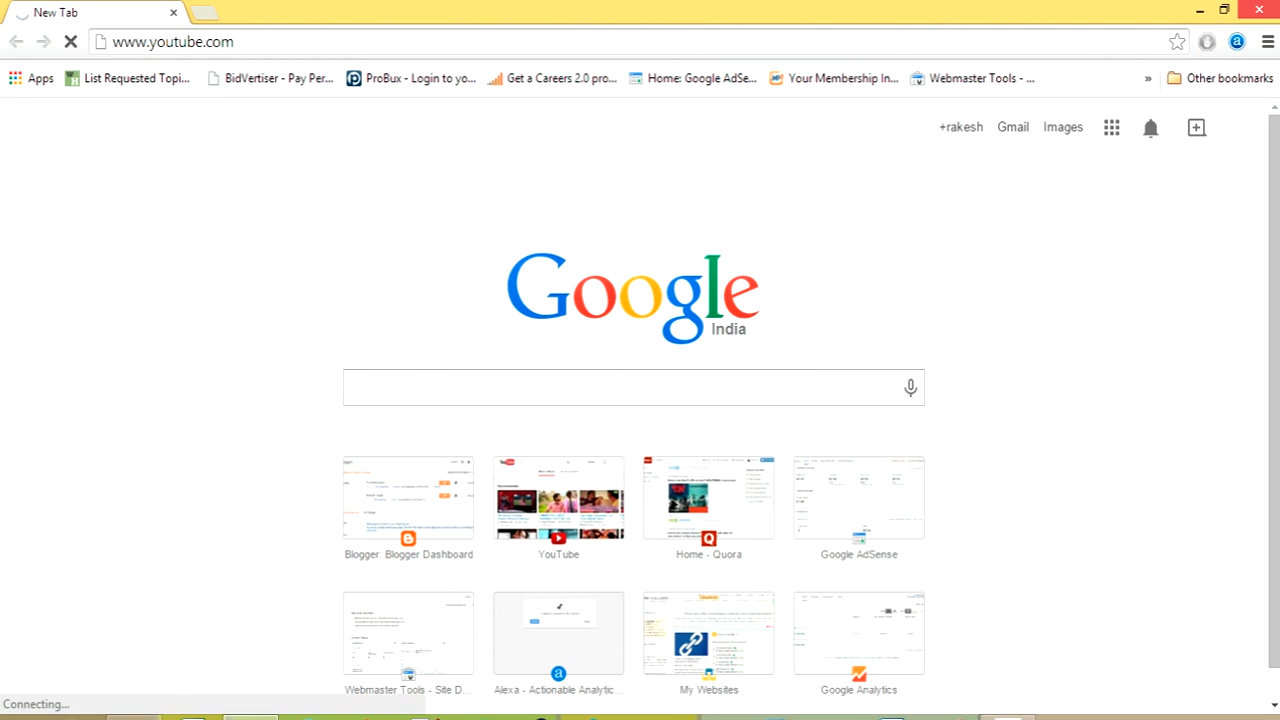 New Tab
www.youtube.com
Apps List Requested Topi... BidVertiser - Pay Per... ProBux - Login to yo... Get a Careers 2.0 pro... Home: Google AdSe... Your Membership In... Webmaster Tools - ... » Other bookmarks
+rakesh Gmail Images
Google
India
Blogger: Blogger Dashboard YouTube Home - Quora Google AdSense
Webmaster Tools - Site D... Alexa - Actionable Analytic... My Websites Google Analytics
Connecting...